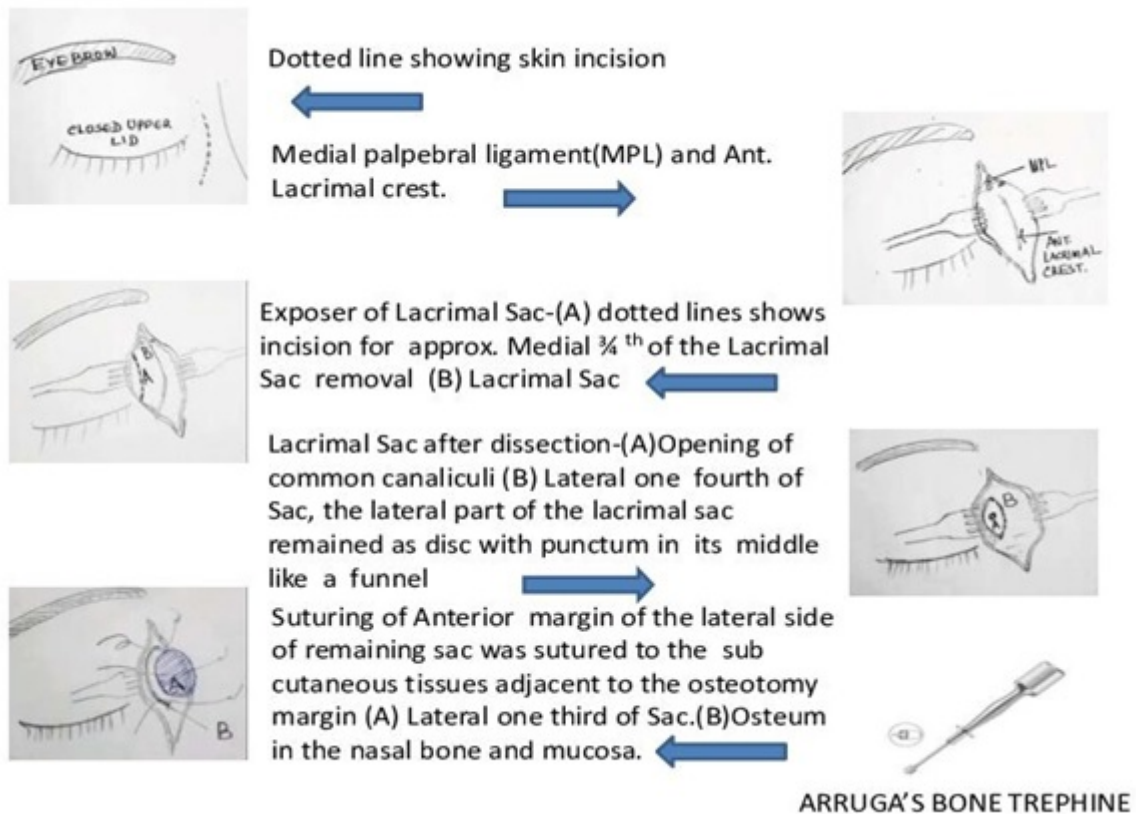 EYEBROW
CLOSED UPPER
LID
Dotted line showing skin incision
Medial palpebral ligament(MPL) and Ant.
Lacrimal crest.
MPL
ANT.
LACRIMAL
CREST.
Exposer of Lacrimal Sac-(A) dotted lines shows
incision for approx. Medial ¾ th of the Lacrimal
Sac removal (B) Lacrimal Sac
B
A
Lacrimal Sac after dissection-(A)Opening of
common canaliculi (B) Lateral one fourth of
Sac, the lateral part of the lacrimal sac
remained as disc with punctum in its middle
like a funnel
B
A
Suturing of Anterior margin of the lateral side
of remaining sac was sutured to the sub
cutaneous tissues adjacent to the osteotomy
margin (A) Lateral one third of Sac.(B)Osteum
in the nasal bone and mucosa.
A
B
ARRUGA'S BONE TREPHINE